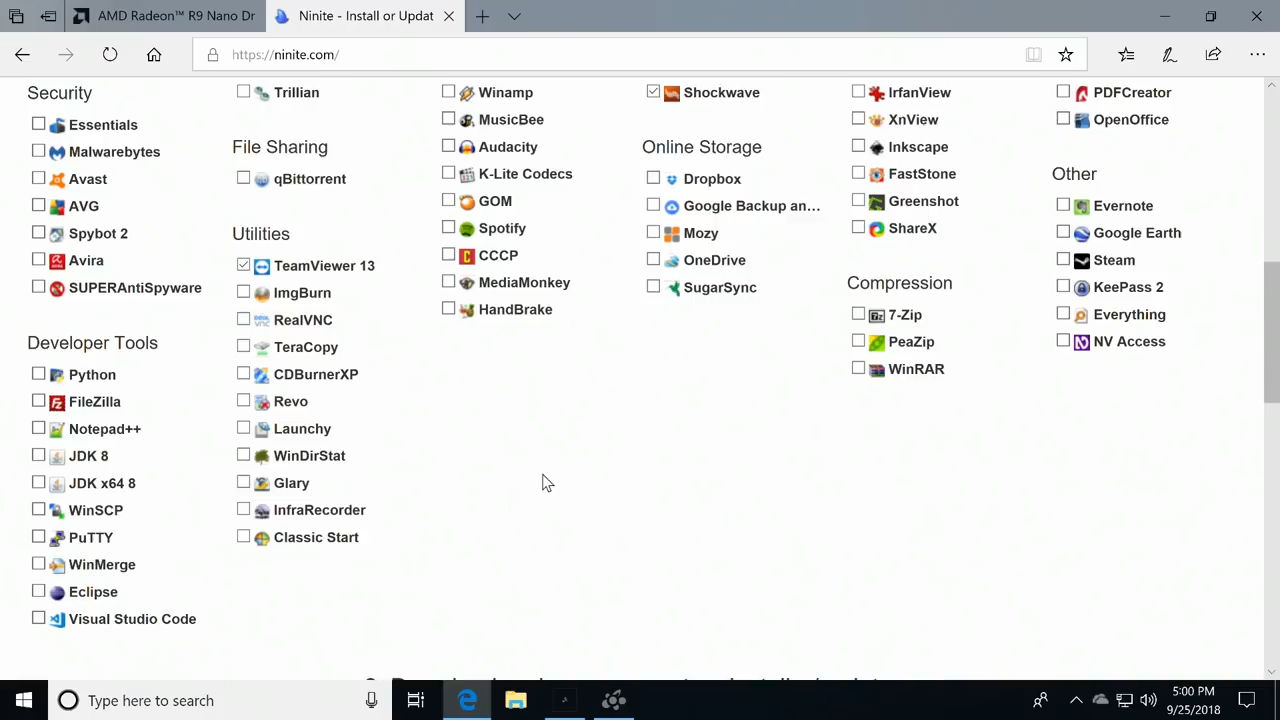 AMD Radeon™ R9 Nano Dr
Ninite - Install or Updat
https://ninite.com/
Security
Essentials
Malwarebytes
Avast
AVG
Spybot 2
Avira
SUPERAntiSpyware
Developer Tools
Python
FileZilla
Notepad++
JDK 8
JDK x64 8
WinSCP
PuTTY
WinMerge
Eclipse
Visual Studio Code
Trillian
File Sharing
qBittorrent
Utilities
TeamViewer 13
ImgBurn
RealVNC
TeraCopy
CDBurnerXP
Revo
Launchy
WinDirStat
Glary
InfraRecorder
Classic Start
Winamp
MusicBee
Audacity
K-Lite Codecs
GOM
Spotify
CCCP
MediaMonkey
HandBrake
Shockwave
Online Storage
Dropbox
Google Backup an...
Mozy
OneDrive
SugarSync
IrfanView
XnView
Inkscape
FastStone
Greenshot
ShareX
Compression
7-Zip
PeaZip
WinRAR
PDFCreator
OpenOffice
Other
Evernote
Google Earth
Steam
KeePass 2
Everything
NV Access
Type here to search
5:00 PM
9/25/2018